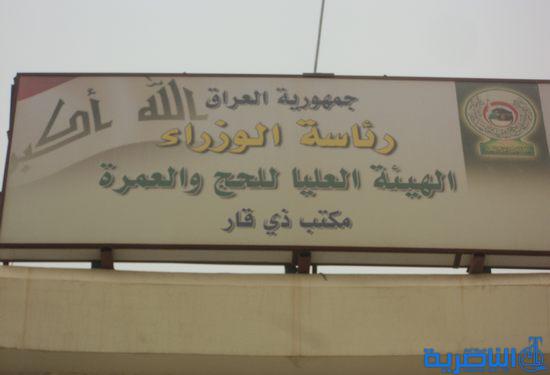 الله أكبر
جمهورية العراق
رئاسة الوزراء
الهيئة العليا للحج والعمرة
مكتب ذي قار
الناصرية